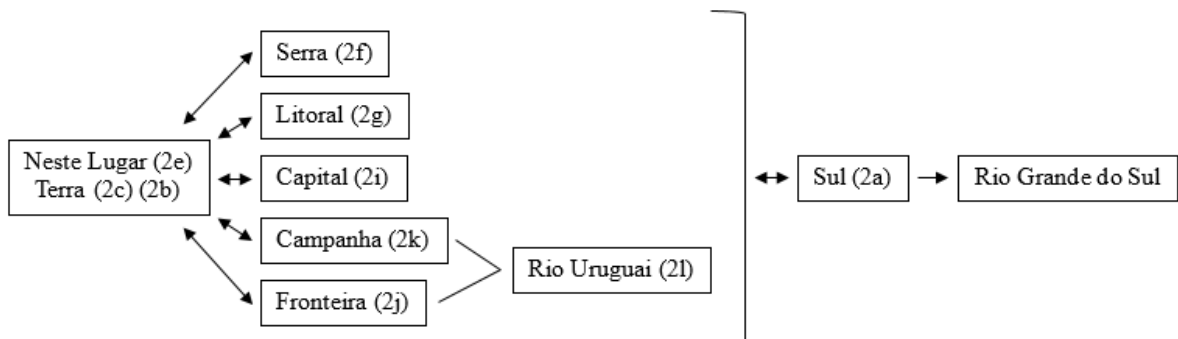 Serra (2f)
Litoral (2g)
Neste Lugar (2e)
Terra (2c) (2b)
Capital (2i)
Sul (2a)
Rio Grande do Sul
Campanha (2k)
Rio Uruguai (2l)
Fronteira (2j)